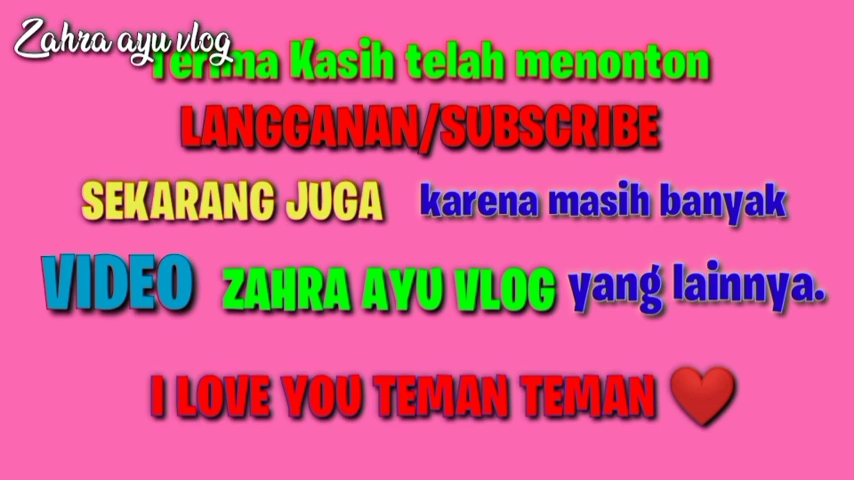 Zahra ayu vlog
Terima Kasih telah menonton
LANGGANAN/SUBSCRIBE
SEKARANG JUGA karena masih banyak
VIDEO ZAHRA AYU VLOG yang lainnya.
I LOVE YOU TEMAN TEMAN ❤